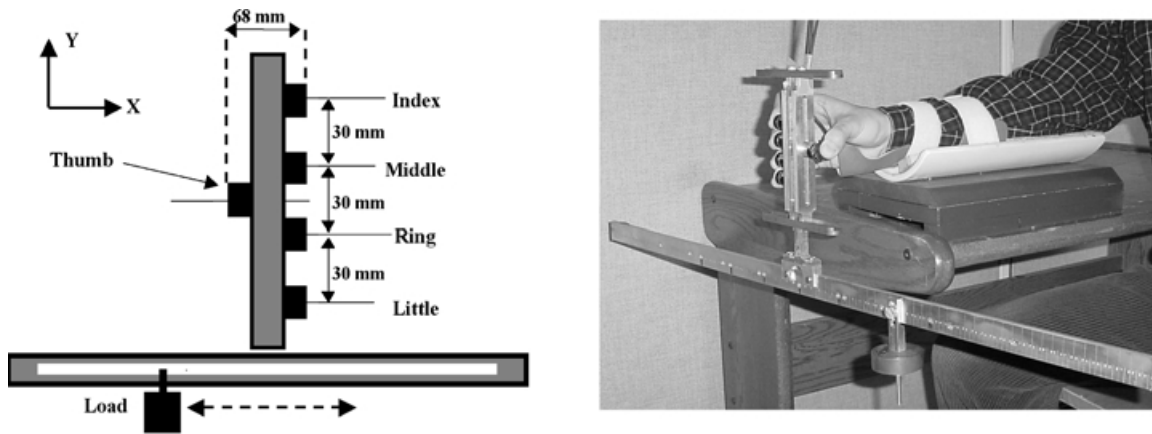 68 mm
Y
X
Index
30 mm
Thumb
Middle
30 mm
Ring
30 mm
Little
Load